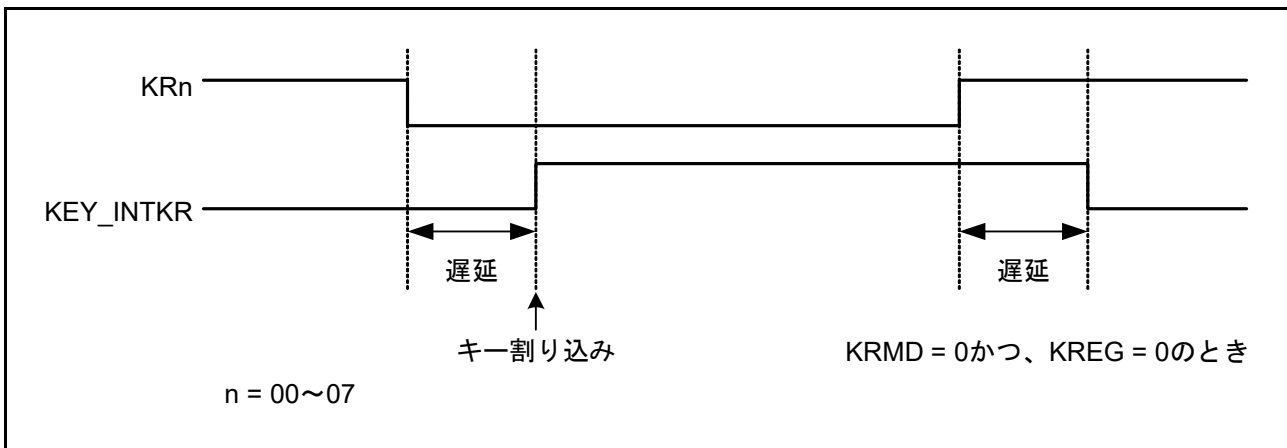 KRn
KEY_INTKR
遅延 遅延
キー割り込み
KRMD = 0かつ、KREG = 0のとき
n = 00～07